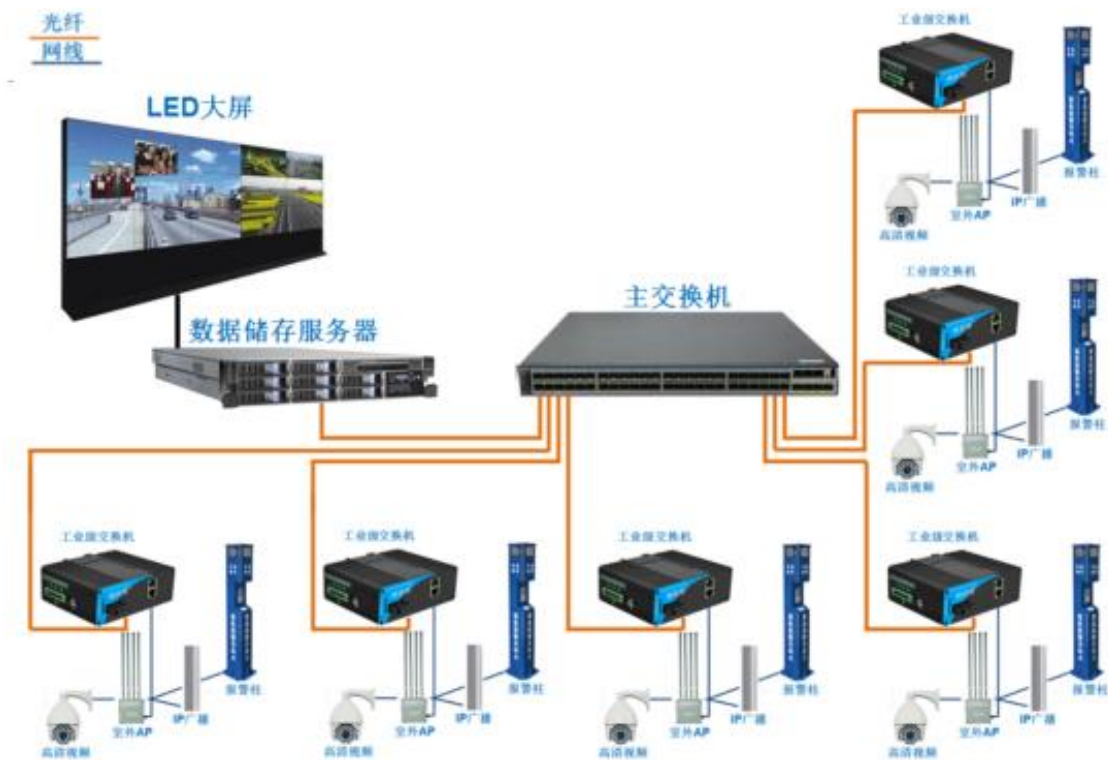 光纤
网线
LED大屏
数据储存服务器
主交换机
工业级交换机
高清视频
室外AP
IP广播
报警柱
工业级交换机
高清视频
室外AP
IP广播
报警柱
工业级交换机
高清视频
室外AP
IP广播
报警柱
工业级交换机
高清视频
室外AP
IP广播
报警柱
工业级交换机
高清视频
室外AP
IP广播
报警柱
工业级交换机
高清视频
室外AP
IP广播
报警柱